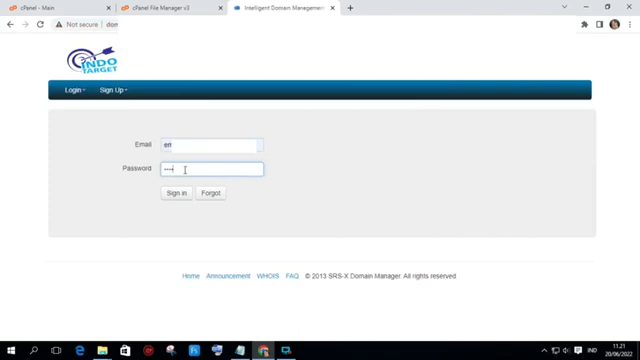 cPanel - Main
cPanel File Manager v3
Intelligent Domain Management
Not secure
INDO
TARGET
Login
Sign Up
Email
Password
····
Sign in
Forgot
Home
Announcement
WHOIS
FAQ
© 2013 SRS-X Domain Manager. All rights reserved
IND
11.21
20/06/2022